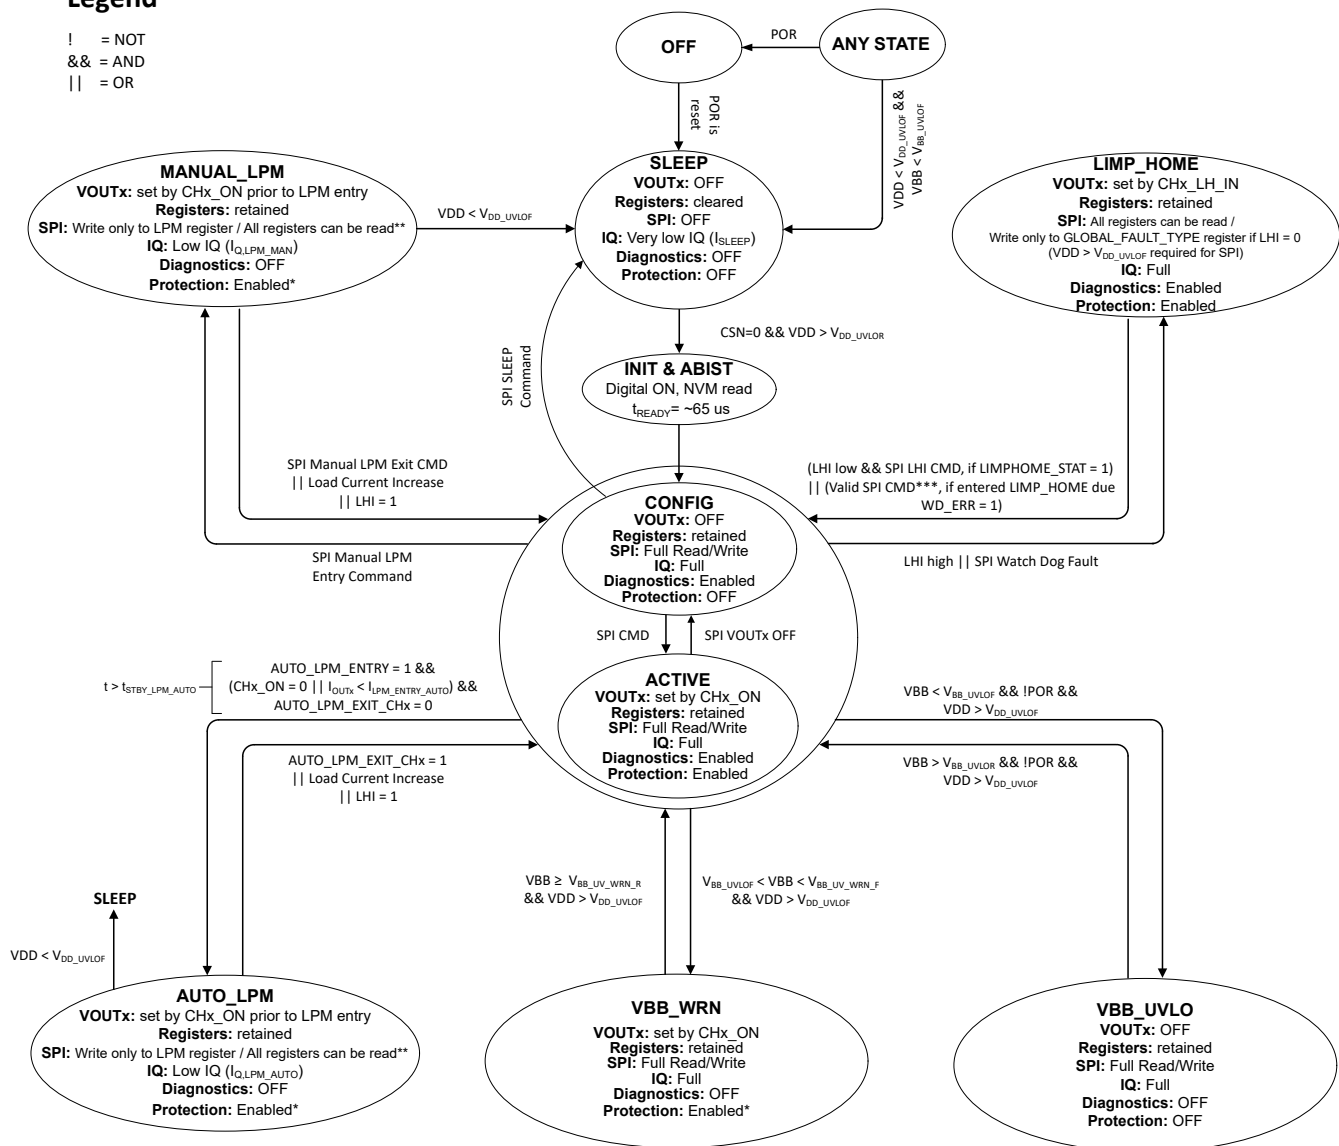 Legend
! = NOT
&& = AND
|| = OR
OFF
POR
ANY STATE
POR is
reset
VDD < VDD_UVLOF &&
VBB < VBB_UVLOF
MANUAL_LPM
VOUTx: set by CHx_ON prior to LPM entry
Registers: retained
SPI: Write only to LPM register / All registers can be read**
IQ: Low IQ (IQ,LPM_MAN)
Diagnostics: OFF
Protection: Enabled*
VDD < VDD_UVLOF
SLEEP
VOUTx: OFF
Registers: cleared
SPI: OFF
IQ: Very low IQ (ISLEEP)
Diagnostics: OFF
Protection: OFF
LIMP_HOME
VOUTx: set by CHx_LH_IN
Registers: retained
SPI: All registers can be read /
Write only to GLOBAL_FAULT_TYPE register if LHI = 0
(VDD > VDD_UVLOF required for SPI)
IQ: Full
Diagnostics: Enabled
Protection: Enabled
CSN=0 && VDD > VDD_UVLOR
SPI SLEEP
Command
INIT & ABIST
Digital ON, NVM read
tREADY= ~65 us
SPI Manual LPM Exit CMD
|| Load Current Increase
|| LHI = 1
SPI Manual LPM
Entry Command
(LHI low && SPI LHI CMD, if LIMPHOME_STAT = 1)
|| (Valid SPI CMD***, if entered LIMP_HOME due
WD_ERR = 1)
LHI high || SPI Watch Dog Fault
CONFIG
VOUTx: OFF
Registers: retained
SPI: Full Read/Write
IQ: Full
Diagnostics: Enabled
Protection: OFF
SPI CMD
SPI VOUTx OFF
ACTIVE
VOUTx: set by CHx_ON
Registers: retained
SPI: Full Read/Write
IQ: Full
Diagnostics: Enabled
Protection: Enabled
t > tSTBY_LPM_AUTO
AUTO_LPM_ENTRY = 1 &&
(CHx_ON = 0 || IOUTx < ILPM_ENTRY_AUTO) &&
AUTO_LPM_EXIT_CHx = 0
AUTO_LPM_EXIT_CHx = 1
|| Load Current Increase
|| LHI = 1
VBB < VBB_UVLOF && !POR &&
VDD > VDD_UVLOF
VBB > VBB_UVLOR && !POR &&
VDD > VDD_UVLOF
VBB ≥ VBB_UV_WRN_R
&& VDD > VDD_UVLOF
VBB_UVLOF < VBB < VBB_UV_WRN_F
&& VDD > VDD_UVLOF
SLEEP
VDD < VDD_UVLOF
AUTO_LPM
VOUTx: set by CHx_ON prior to LPM entry
Registers: retained
SPI: Write only to LPM register / All registers can be read**
IQ: Low IQ (IQ,LPM_AUTO)
Diagnostics: OFF
Protection: Enabled*
VBB_WRN
VOUTx: set by CHx_ON
Registers: retained
SPI: Full Read/Write
IQ: Full
Diagnostics: OFF
Protection: Enabled*
VBB_UVLO
VOUTx: OFF
Registers: retained
SPI: Full Read/Write
IQ: Full
Diagnostics: OFF
Protection: OFF